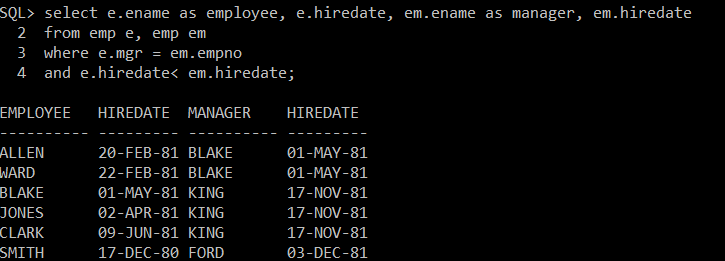 SQL> select e.ename as employee, e.hiredate, em.ename as manager, em.hiredate
2 from emp e, emp em
3 where e.mgr = em.empno
4 and e.hiredate< em.hiredate;
EMPLOYEE HIREDATE MANAGER HIREDATE
---------- --------- ---------- ---------
ALLEN 20-FEB-81 BLAKE 01-MAY-81
WARD 22-FEB-81 BLAKE 01-MAY-81
BLAKE 01-MAY-81 KING 17-NOV-81
JONES 02-APR-81 KING 17-NOV-81
CLARK 09-JUN-81 KING 17-NOV-81
SMITH 17-DEC-80 FORD 03-DEC-81